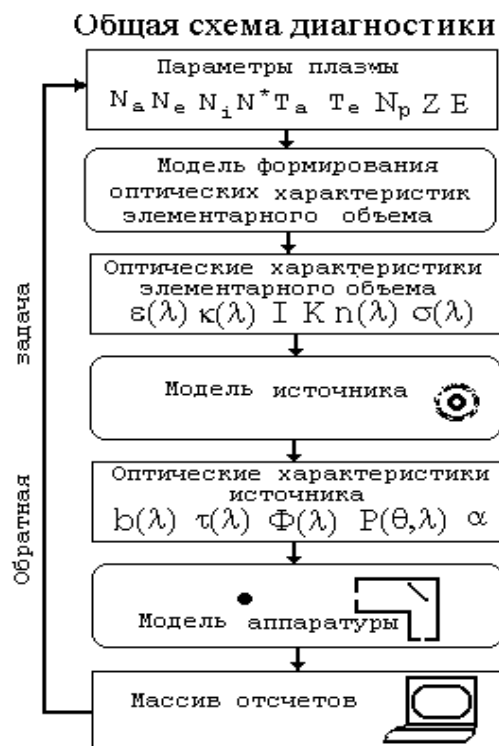 Общая схема диагностики
Параметры плазмы
Nₐ Nₑ Nᵢ N* Tₐ Tₑ Nₚ Z E
Модель формирования
оптических характеристик
элементарного объема
Оптические характеристики
элементарного объема
ε(λ) κ(λ) I K n(λ) σ(λ)
Модель источника
Оптические характеристики
источника
b(λ) τ(λ) Φ(λ) P(θ,λ) α
Модель аппаратуры
Массив отсчетов
Обратная задача